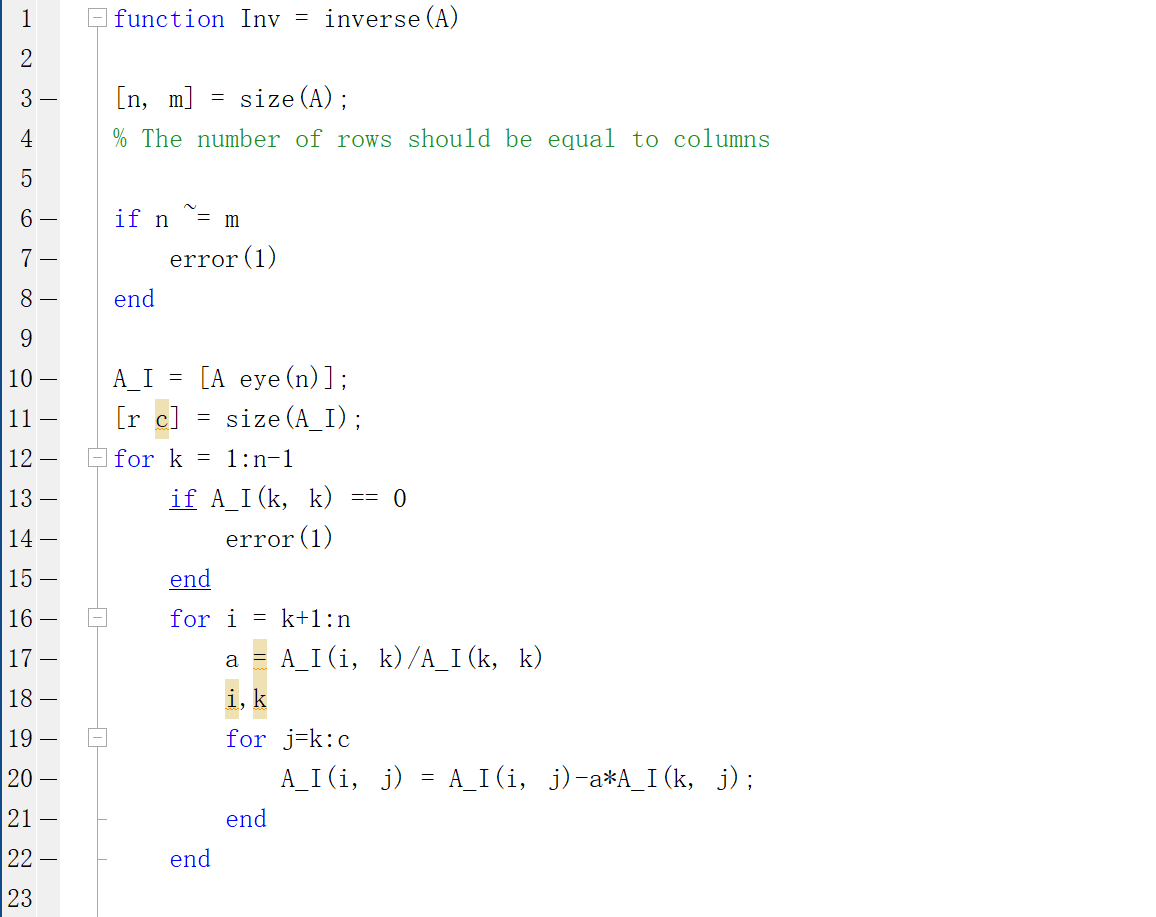 1 function Inv = inverse(A)
2
3 [n, m] = size(A);
4 % The number of rows should be equal to columns
5
6 if n ~= m
7     error(1)
8 end
9
10 A_I = [A eye(n)];
11 [r c] = size(A_I);
12 for k = 1:n-1
13     if A_I(k, k) == 0
14         error(1)
15     end
16     for i = k+1:n
17         a = A_I(i, k)/A_I(k, k)
18         i,k
19         for j=k:c
20             A_I(i, j) = A_I(i, j)-a*A_I(k, j);
21         end
22     end
23